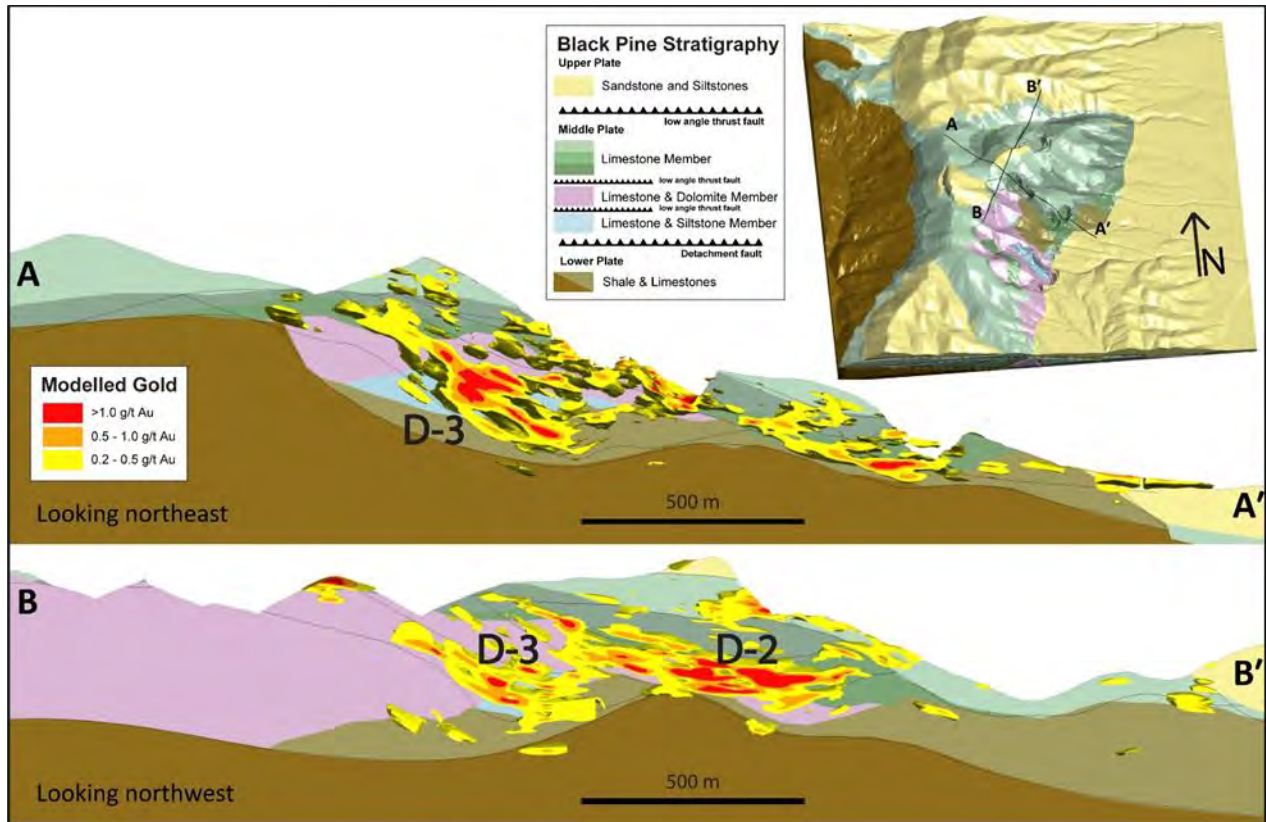 Black Pine Stratigraphy
Upper Plate
Sandstone and Siltstones
low angle thrust fault
Middle Plate
Limestone Member
low angle thrust fault
Limestone & Dolomite Member
low angle thrust fault
Limestone & Siltstone Member
Detachment fault
Lower Plate
Shale & Limestones
B'
A
B
A'
N
A
Modelled Gold
>1.0 g/t Au
0.5 - 1.0 g/t Au
0.2 - 0.5 g/t Au
D-3
500 m
Looking northeast
A'
B
D-3
D-2
B'
500 m
Looking northwest